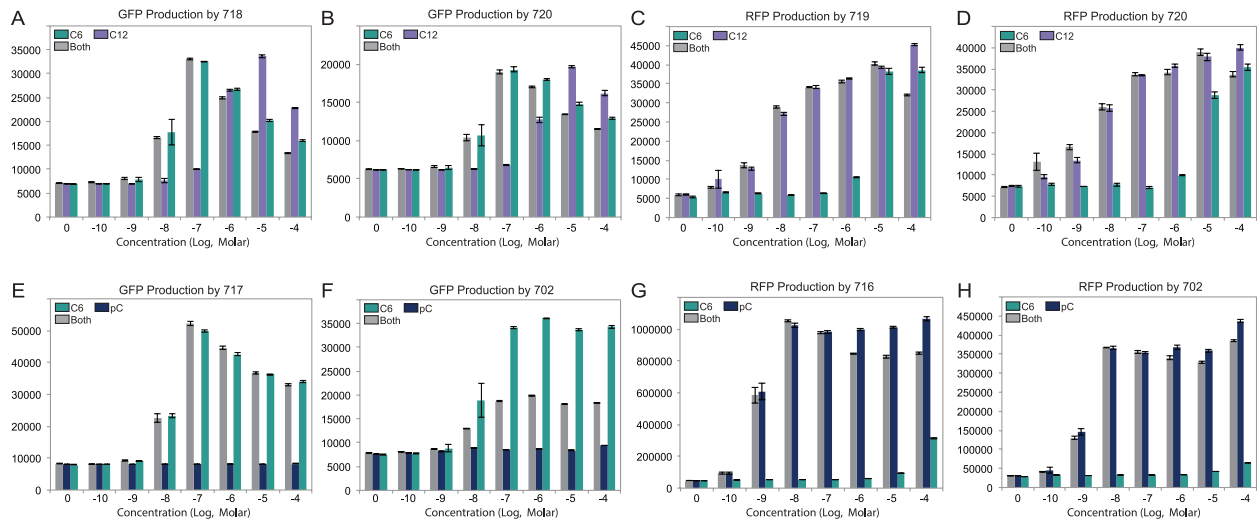 A
GFP Production by 718
C6
C12
Both
35000
30000
25000
20000
15000
10000
5000
0
0 -10 -9 -8 -7 -6 -5 -4
Concentration (Log, Molar)
B
GFP Production by 720
C6
C12
Both
20000
15000
10000
5000
0
0 -10 -9 -8 -7 -6 -5 -4
Concentration (Log, Molar)
C
RFP Production by 719
C6
C12
Both
45000
40000
35000
30000
25000
20000
15000
10000
5000
0
0 -10 -9 -8 -7 -6 -5 -4
Concentration (Log, Molar)
D
RFP Production by 720
C6
C12
Both
40000
35000
30000
25000
20000
15000
10000
5000
0
0 -10 -9 -8 -7 -6 -5 -4
Concentration (Log, Molar)
E
GFP Production by 717
C6
pC
Both
50000
40000
30000
20000
10000
0
0 -10 -9 -8 -7 -6 -5 -4
Concentration (Log, Molar)
F
GFP Production by 702
C6
pC
Both
35000
30000
25000
20000
15000
10000
5000
0
0 -10 -9 -8 -7 -6 -5 -4
Concentration (Log, Molar)
G
RFP Production by 716
C6
pC
Both
1000000
800000
600000
400000
200000
0
0 -10 -9 -8 -7 -6 -5 -4
Concentration (Log, Molar)
H
RFP Production by 702
C6
pC
Both
450000
400000
350000
300000
250000
200000
150000
100000
50000
0
0 -10 -9 -8 -7 -6 -5 -4
Concentration (Log, Molar)